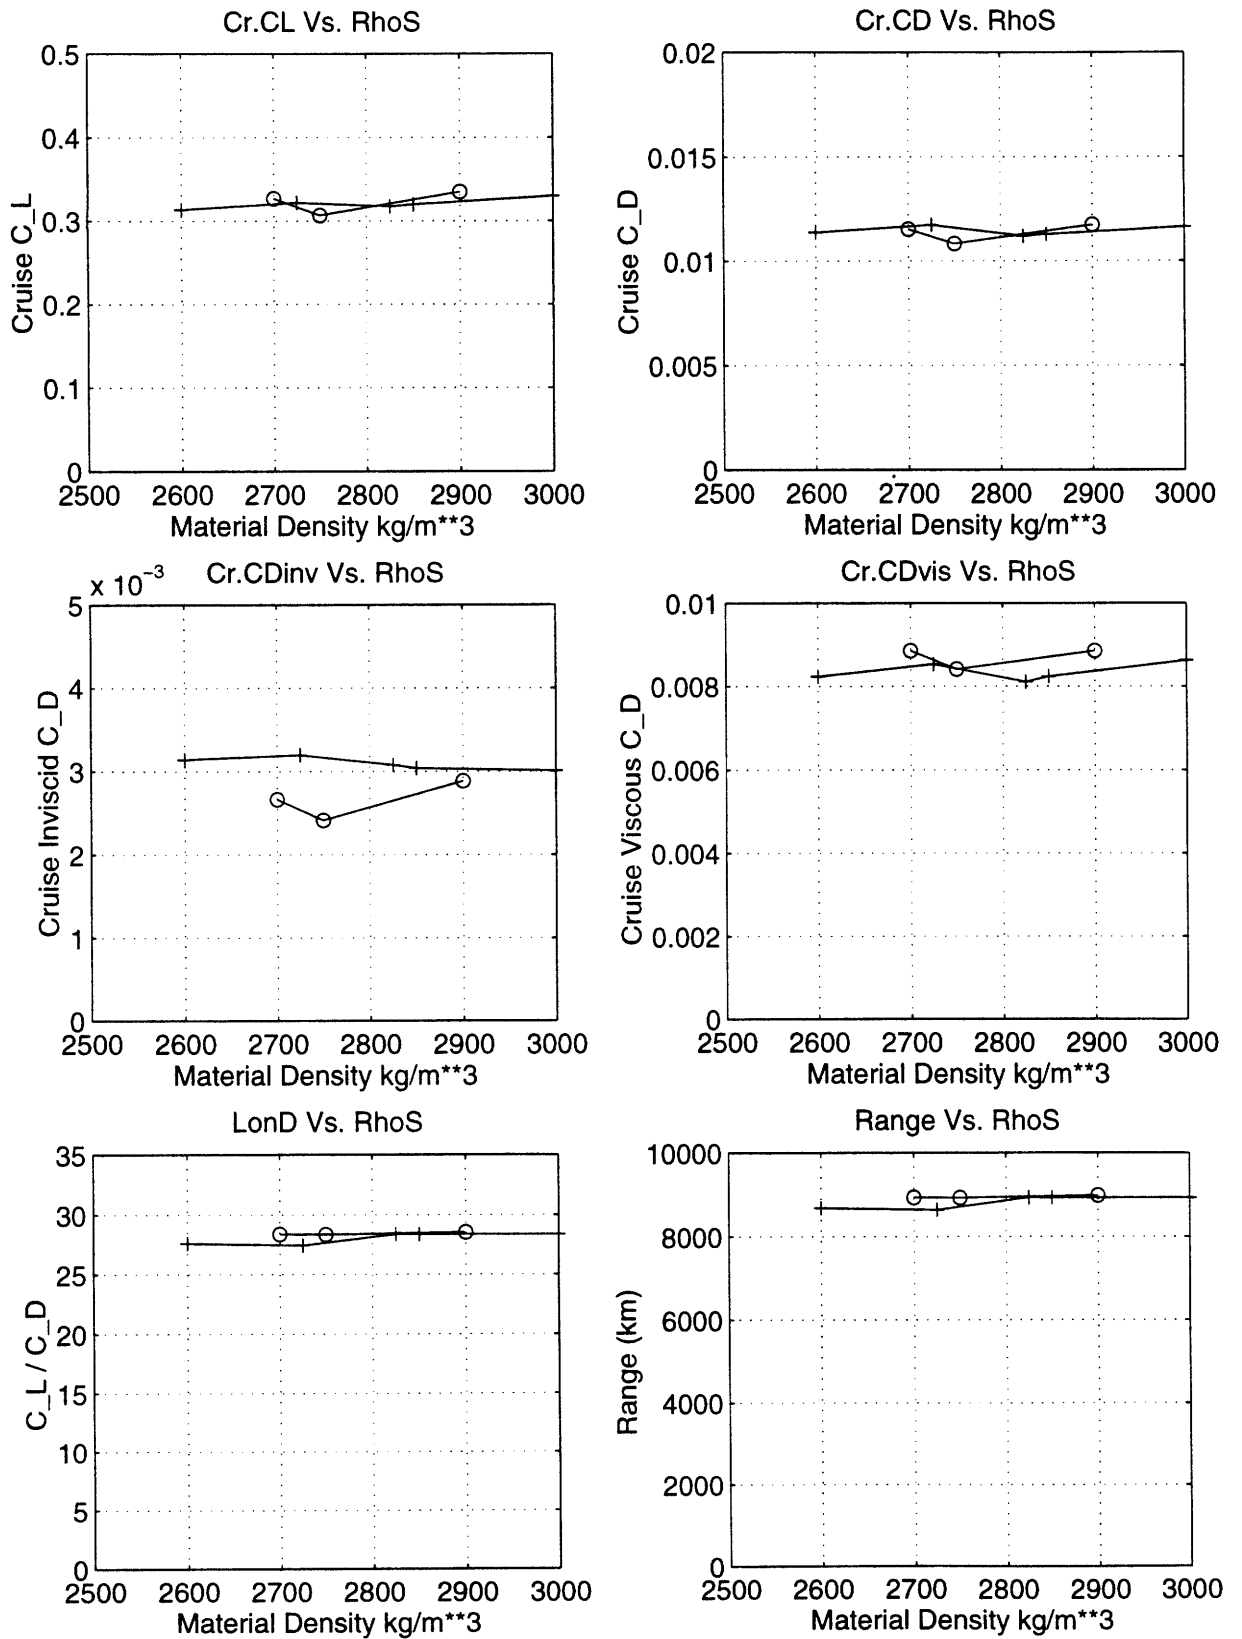 Cr.CL Vs. RhoS
0.5
0.4
0.3
0.2
0.1
0
Cruise C_L
2500 2600 2700 2800 2900 3000
Material Density kg/m**3
Cr.CD Vs. RhoS
0.02
0.015
0.01
0.005
0
Cruise C_D
2500 2600 2700 2800 2900 3000
Material Density kg/m**3
x 10⁻³
Cr.CDinv Vs. RhoS
5
4
3
2
1
0
Cruise Inviscid C_D
2500 2600 2700 2800 2900 3000
Material Density kg/m**3
Cr.CDvis Vs. RhoS
0.01
0.008
0.006
0.004
0.002
0
Cruise Viscous C_D
2500 2600 2700 2800 2900 3000
Material Density kg/m**3
LonD Vs. RhoS
35
30
25
20
15
10
5
0
C_L / C_D
2500 2600 2700 2800 2900 3000
Material Density kg/m**3
Range Vs. RhoS
10000
8000
6000
4000
2000
0
Range (km)
2500 2600 2700 2800 2900 3000
Material Density kg/m**3